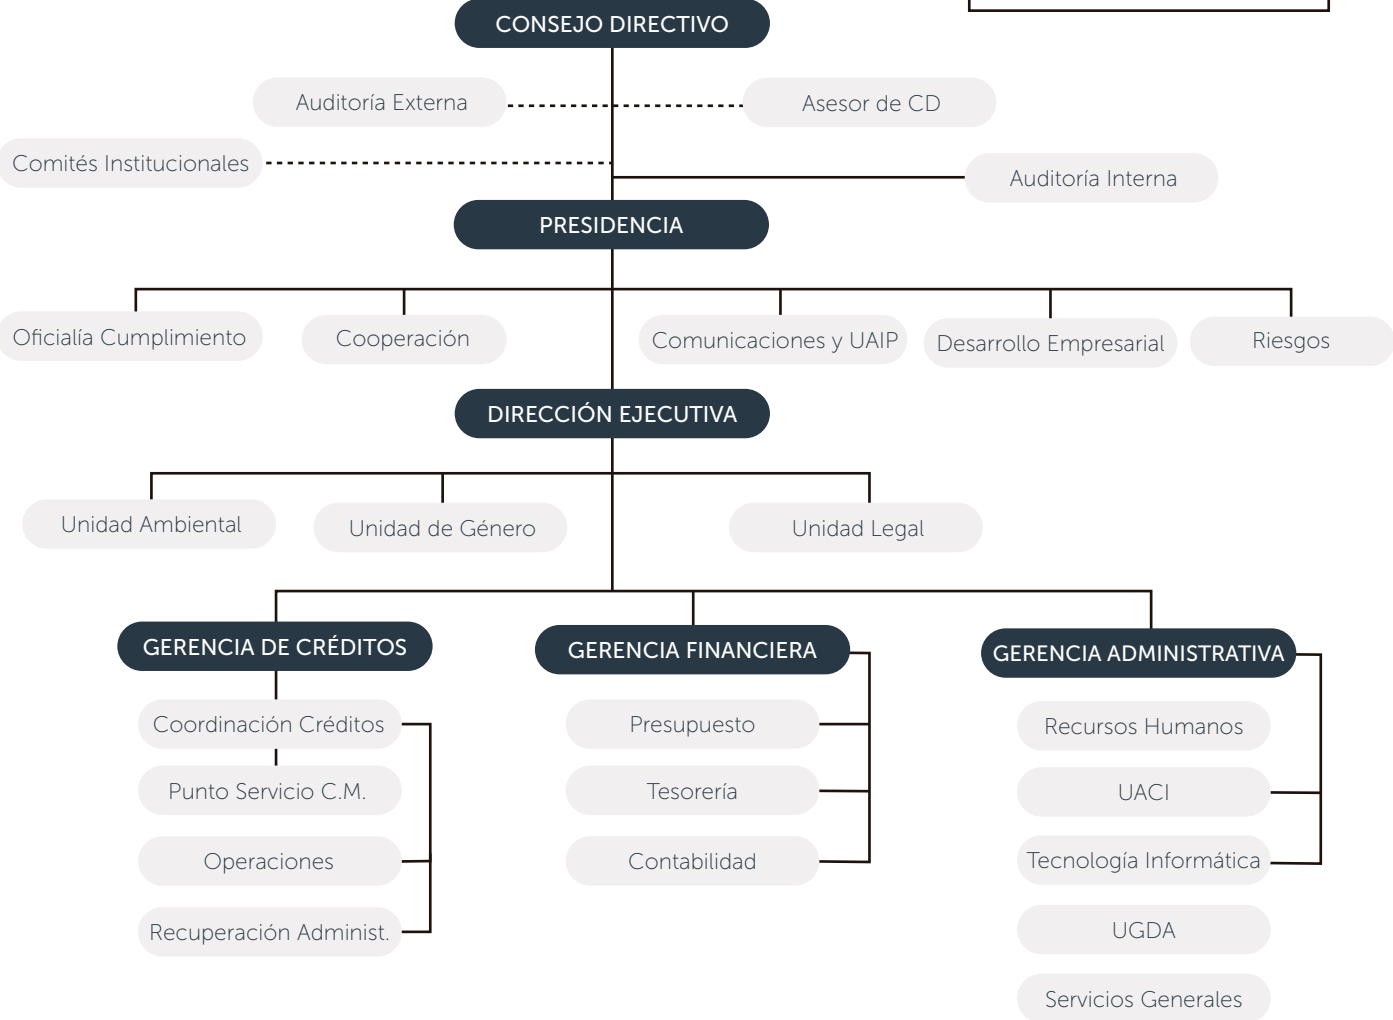 CONSEJO DIRECTIVO
Auditoría Externa
Asesor de CD
Comités Institucionales
Auditoría Interna
PRESIDENCIA
Oficialía Cumplimiento
Cooperación
Comunicaciones y UAIP
Desarrollo Empresarial
Riesgos
DIRECCIÓN EJECUTIVA
Unidad Ambiental
Unidad de Género
Unidad Legal
GERENCIA DE CRÉDITOS
GERENCIA FINANCIERA
GERENCIA ADMINISTRATIVA
Coordinación Créditos
Presupuesto
Recursos Humanos
Punto Servicio C.M.
Tesorería
UACI
Operaciones
Contabilidad
Tecnología Informática
Recuperación Administ.
UGDA
Servicios Generales